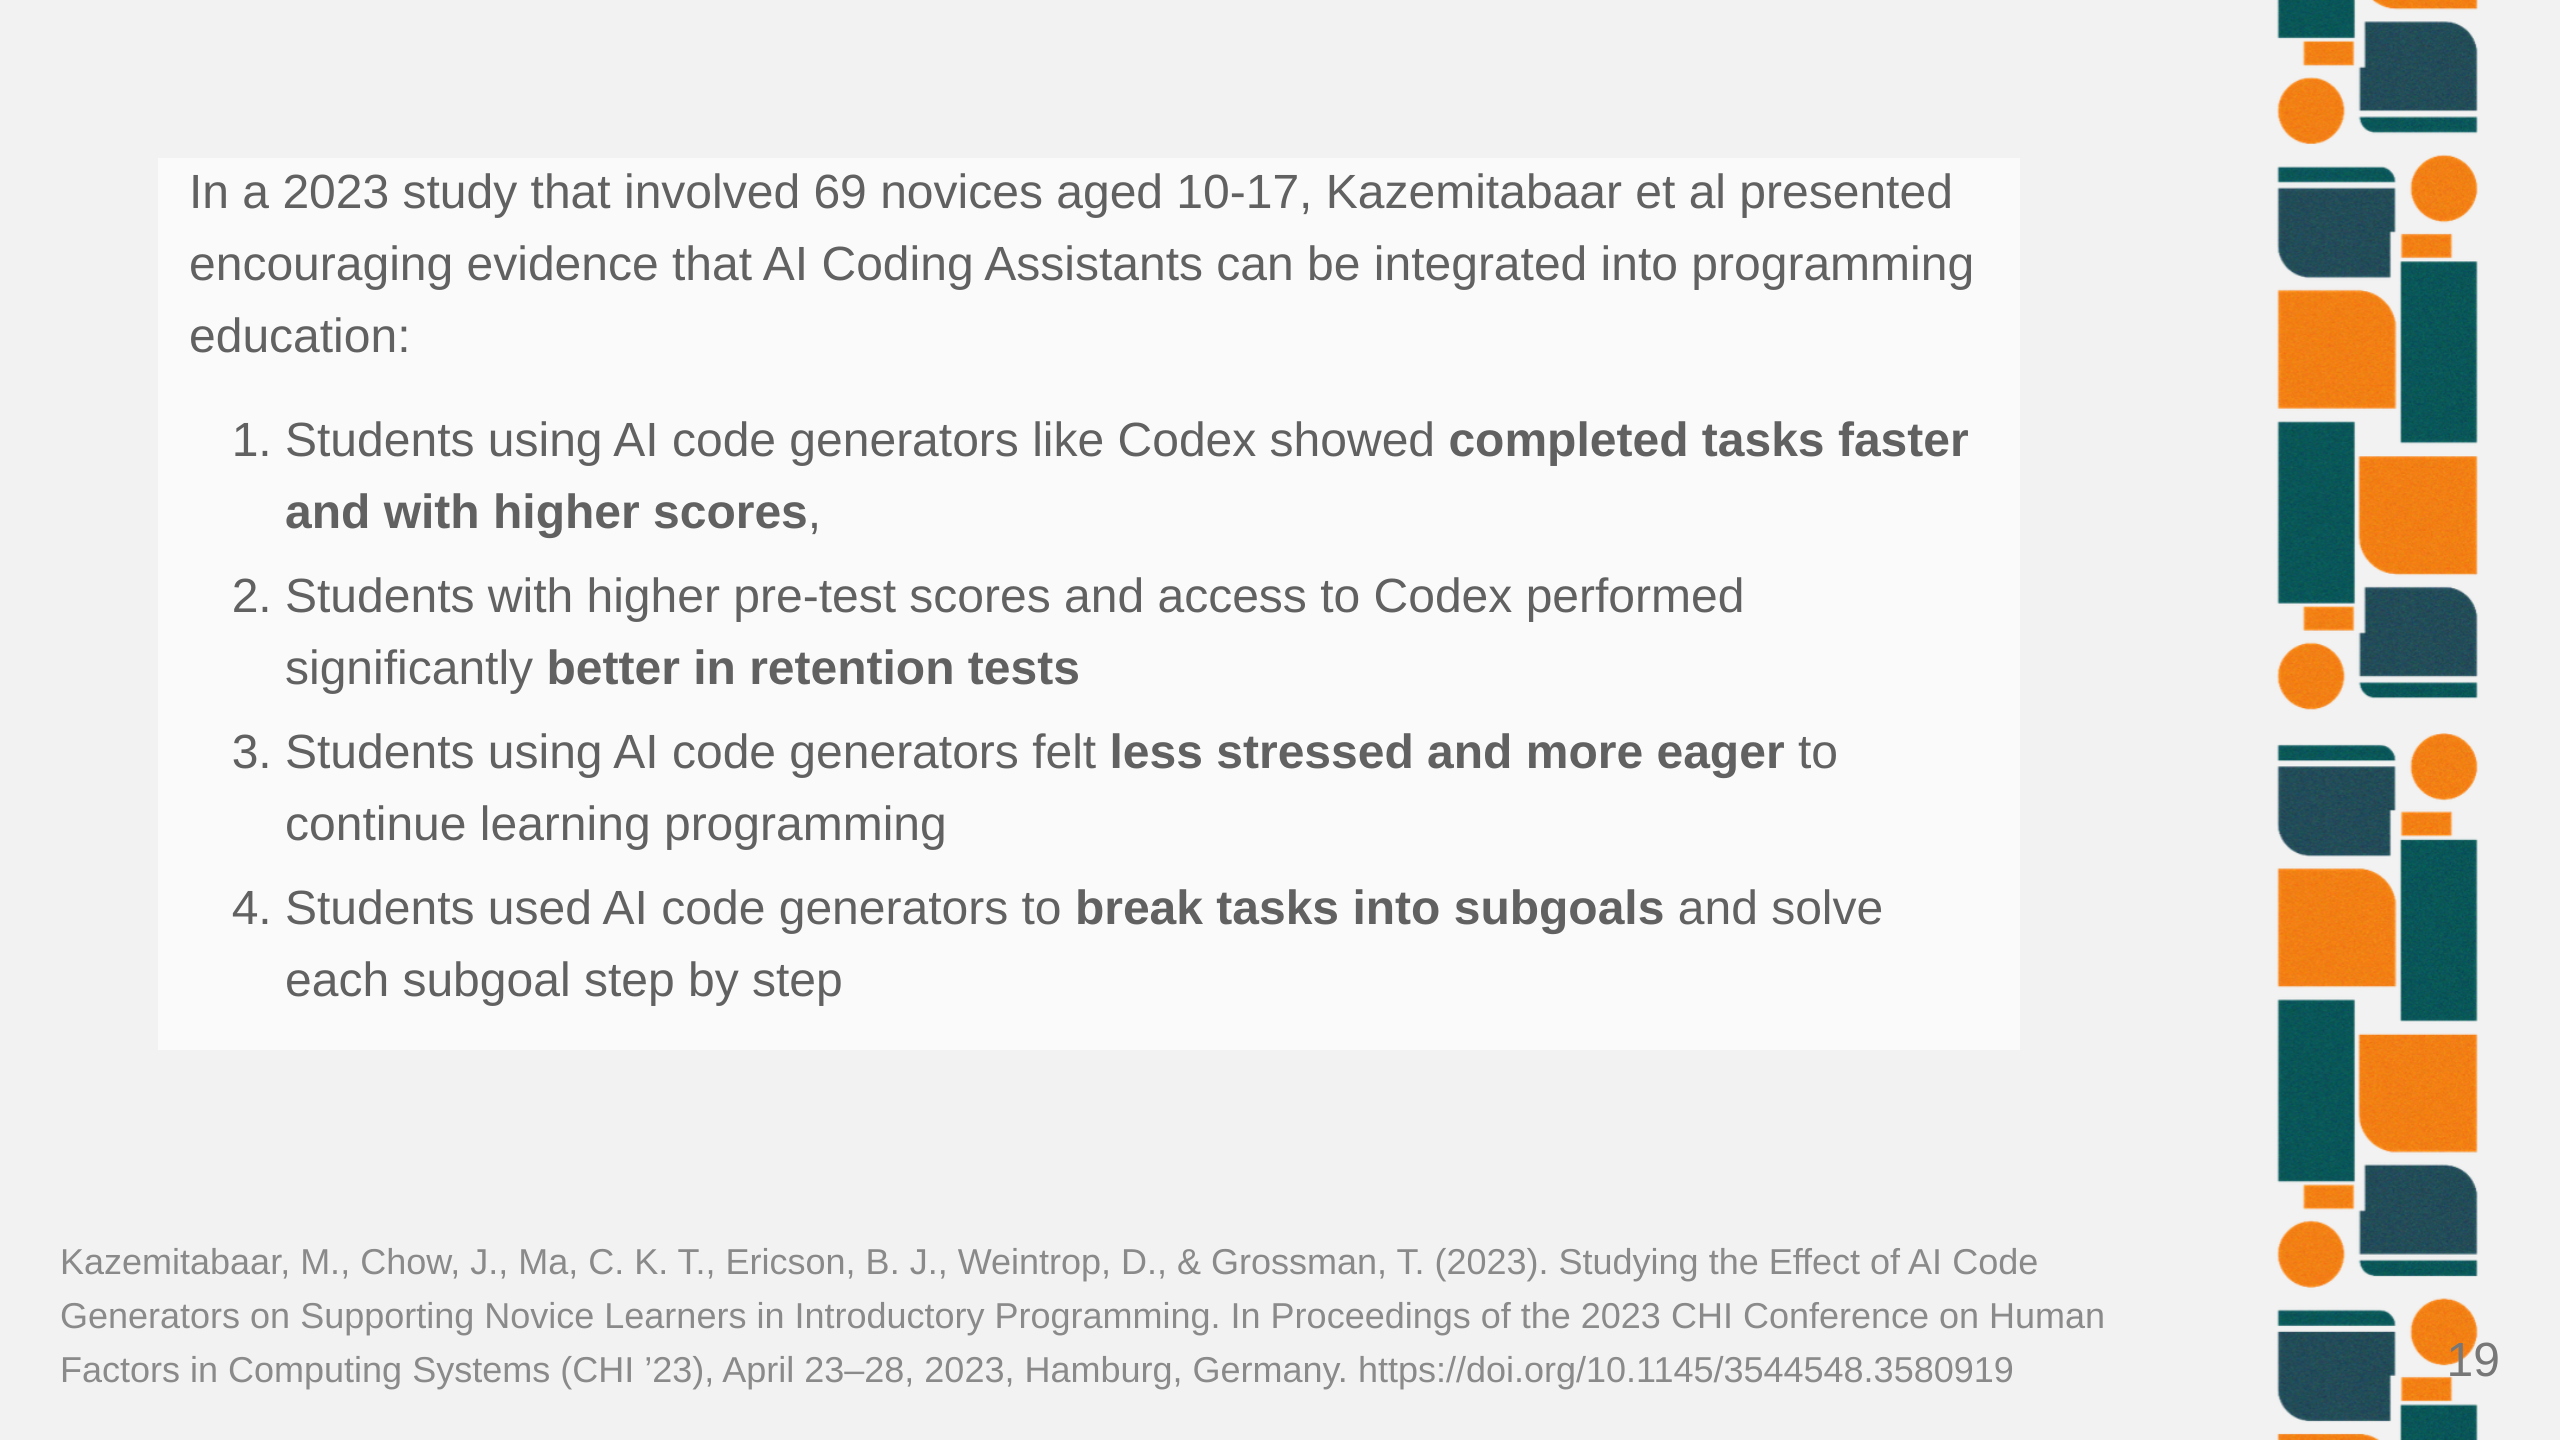 In a 2023 study that involved 69 novices aged 10-17, Kazemitabaar et al presented
encouraging evidence that AI Coding Assistants can be integrated into programming
education:
1. Students using AI code generators like Codex showed completed tasks faster
and with higher scores,
2. Students with higher pre-test scores and access to Codex performed
significantly better in retention tests
3. Students using AI code generators felt less stressed and more eager to
continue learning programming
4. Students used AI code generators to break tasks into subgoals and solve
each subgoal step by step
Kazemitabaar, M., Chow, J., Ma, C. K. T., Ericson, B. J., Weintrop, D., & Grossman, T. (2023). Studying the Effect of AI Code
Generators on Supporting Novice Learners in Introductory Programming. In Proceedings of the 2023 CHI Conference on Human
Factors in Computing Systems (CHI ’23), April 23–28, 2023, Hamburg, Germany. https://doi.org/10.1145/3544548.3580919
19